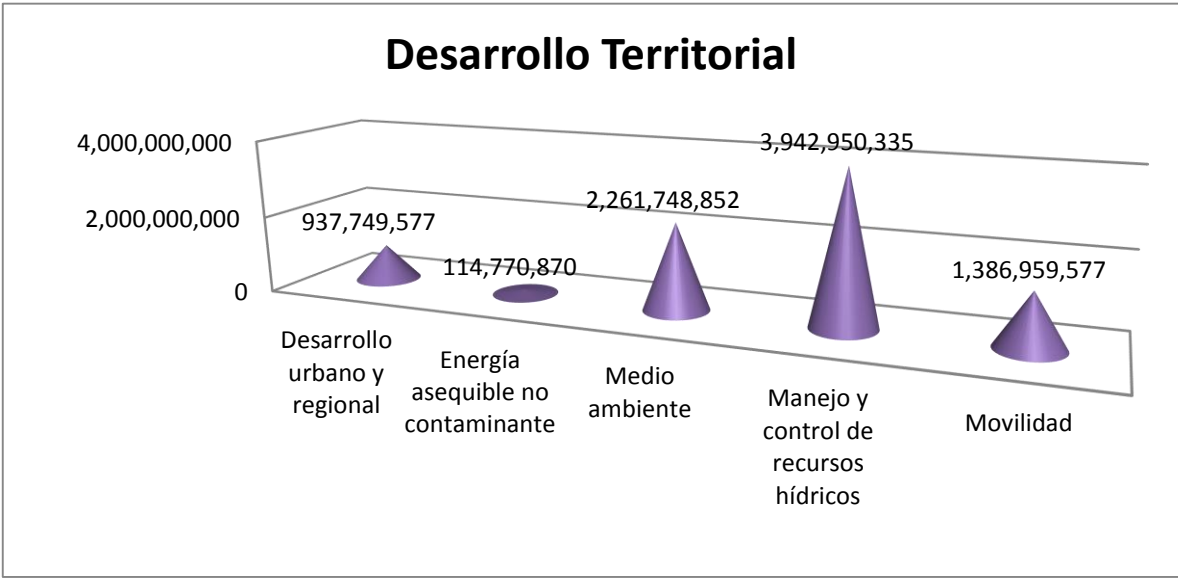 Desarrollo Territorial
4,000,000,000
2,000,000,000
0
937,749,577
114,770,870
2,261,748,852
3,942,950,335
1,386,959,577
Desarrollo
urbano y
regional
Energía
asequible no
contaminante
Medio
ambiente
Manejo y
control de
recursos
hídricos
Movilidad